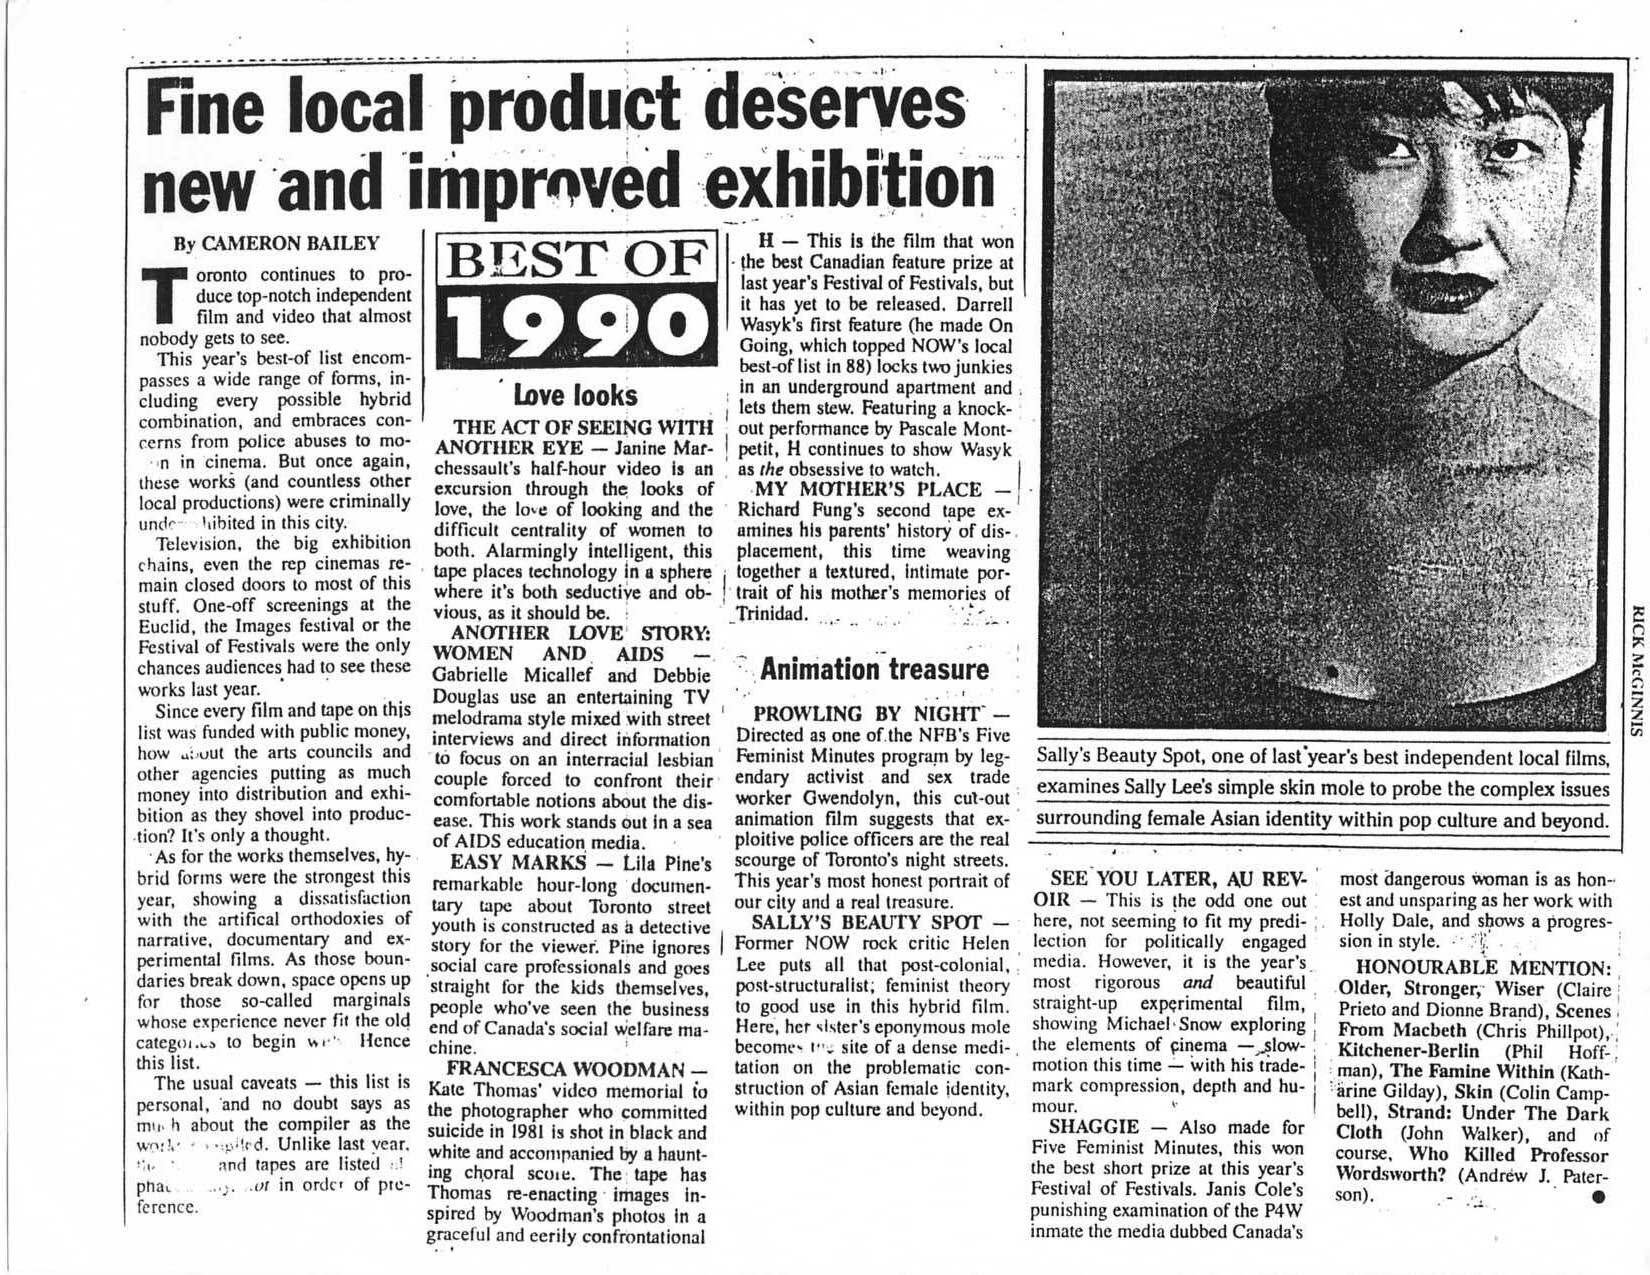 Fine local product deserves
new and improved exhibition
By CAMERON BAILEY
Toronto continues to pro-
duce top-notch independent
film and video that almost
nobody gets to see.
This year's best-of list encom-
passes a wide range of forms, in-
cluding every possible hybrid
combination, and embraces con-
cerns from police abuses to mo-
in cinema. But once again,
these works (and countless other
local productions) were criminally
in this city.
Television, the big exhibition
chains, even the rep cinemas re-
main closed doors to most of this
stuff. One-off screenings at the
Euclid, the Images festival or the
Festival of Festivals were the only
chances audiences had to see these
works last year.
Since every film and tape on this
list was funded with public money,
how about the arts councils and
other agencies putting as much
money into distribution and exhi-
bition as they shovel into produc-
tion? It's only a thought.
As for the works themselves, hy-
brid forms were the strongest this
year, showing a dissatisfaction
with the artifical orthodoxies of
narrative, documentary and ex-
perimental films. As those boun-
daries break down, space opens up
for those so-called marginals
whose experience never fit the old
categories to begin Hence
this list.
The usual caveats — this list is
personal, and no doubt says as
much about the compiler as the
Unlike last year,
and tapes are listed
in order of pre-
ference.
BEST OF
1990
Love looks
THE ACT OF SEEING WITH
ANOTHER EYE — Janine Mar-
chessault's half-hour video is an
excursion through the looks of
love, the love of looking and the
difficult centrality of women to
both. Alarmingly intelligent, this
tape places technology in a sphere
where it's both seductive and ob-
vious, as it should be.
ANOTHER LOVE STORY:
WOMEN AND AIDS —
Gabrielle Micallef and Debbie
Douglas use an entertaining TV
melodrama style mixed with street
interviews and direct information
to focus on an interracial lesbian
couple forced to confront their
comfortable notions about the dis-
ease. This work stands out in a sea
of AIDS education media.
EASY MARKS — Lila Pine's
remarkable hour-long documen-
tary tape about Toronto street
youth is constructed as a detective
story for the viewer. Pine ignores
social care professionals and goes
straight for the kids themselves,
people who've seen the business
end of Canada's social welfare ma-
chine.
FRANCESCA WOODMAN —
Kate Thomas' video memorial to
the photographer who committed
suicide in 1981 is shot in black and
white and accompanied by a haunt-
ing choral score. The tape has
Thomas re-enacting images in-
spired by Woodman's photos in a
graceful and eerily confrontational
H — This is the film that won
the best Canadian feature prize at
last year's Festival of Festivals, but
it has yet to be released. Darrell
Wasyk's first feature (he made On
Going, which topped NOW's local
best-of list in 88) locks two junkies
in an underground apartment and
lets them stew. Featuring a knock-
out performance by Pascale Mont-
petit, H continues to show Wasyk
as the obsessive to watch.
MY MOTHER'S PLACE —
Richard Fung's second tape ex-
amines his parents' history of dis-
placement, this time weaving
together a textured, intimate por-
trait of his mother's memories of
Trinidad.
Animation treasure
PROWLING BY NIGHT —
Directed as one of the NFB's Five
Feminist Minutes program by leg-
endary activist and sex trade
worker Gwendolyn, this cut-out
animation film suggests that ex-
ploitive police officers are the real
scourge of Toronto's night streets.
This year's most honest portrait of
our city and a real treasure.
SALLY'S BEAUTY SPOT —
Former NOW rock critic Helen
Lee puts all that post-colonial,
post-structuralist, feminist theory
to good use in this hybrid film.
Here, her sister's eponymous mole
becomes the site of a dense medi-
tation on the problematic con-
struction of Asian female identity,
within pop culture and beyond.
RICK McGINNIS
Sally's Beauty Spot, one of last year's best independent local films,
examines Sally Lee's simple skin mole to probe the complex issues
surrounding female Asian identity within pop culture and beyond.
SEE YOU LATER, AU REV-
OIR — This is the odd one out
here, not seeming to fit my predi-
lection for politically engaged
media. However, it is the year's
most rigorous and beautiful
straight-up experimental film,
showing Michael Snow exploring
the elements of cinema — slow-
motion this time — with his trade-
mark compression, depth and hu-
mour.
SHAGGIE — Also made for
Five Feminist Minutes, this won
the best short prize at this year's
Festival of Festivals. Janis Cole's
punishing examination of the P4W
inmate the media dubbed Canada's
most dangerous woman is as hon-
est and unsparing as her work with
Holly Dale, and shows a progres-
sion in style.
HONOURABLE MENTION:
Older, Stronger, Wiser (Claire
Prieto and Dionne Brand), Scenes
From Macbeth (Chris Phillpot),
Kitchener-Berlin (Phil Hoff-
man), The Famine Within (Kath-
arine Gilday), Skin (Colin Camp-
bell), Strand: Under The Dark
Cloth (John Walker), and of
course, Who Killed Professor
Wordsworth? (Andrew J. Pater-
son).